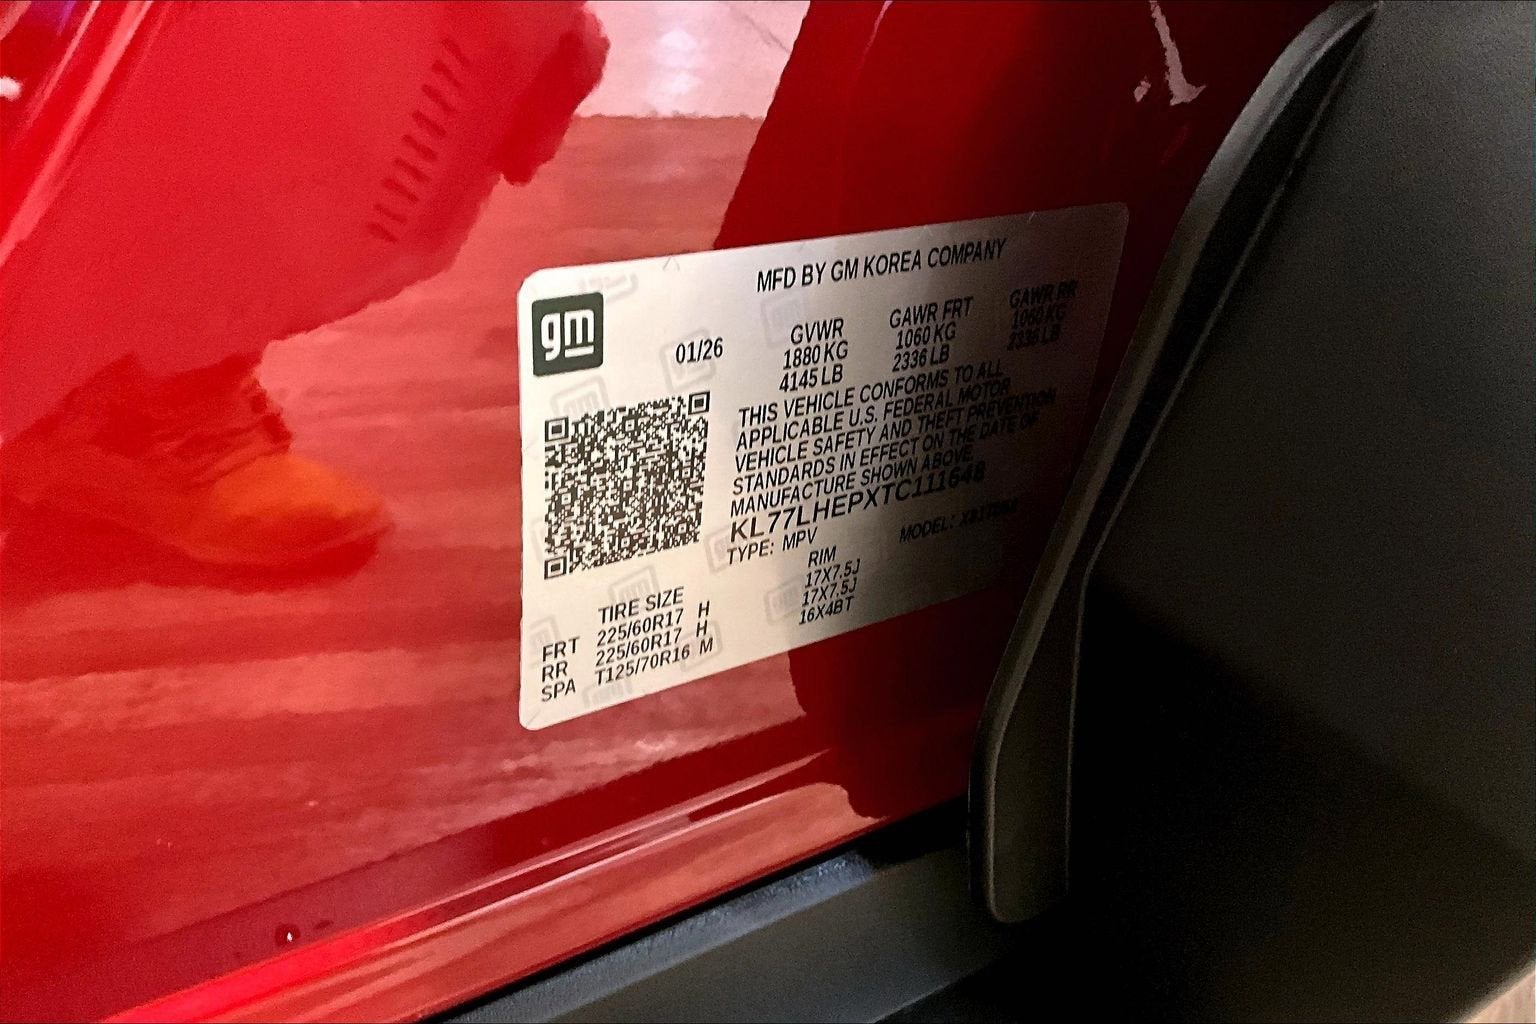 MFD BY GM KOREA COMPANY
gm
01/26
GVWR GAWR FRT GAWR RR
1880 KG 1060 KG 1060 KG
4145 LB 2336 LB 2336 LB
THIS VEHICLE CONFORMS TO ALL
APPLICABLE U.S. FEDERAL MOTOR
VEHICLE SAFETY AND THEFT PREVENTION
STANDARDS IN EFFECT ON THE DATE OF
MANUFACTURE SHOWN ABOVE.
KL77LHEPXTC111648
TYPE: MPV MODEL:
TIRE SIZE RIM
FRT 225/60R17 H 17X7.5J
RR 225/60R17 H 17X7.5J
SPA T125/70R16 M 16X4BT